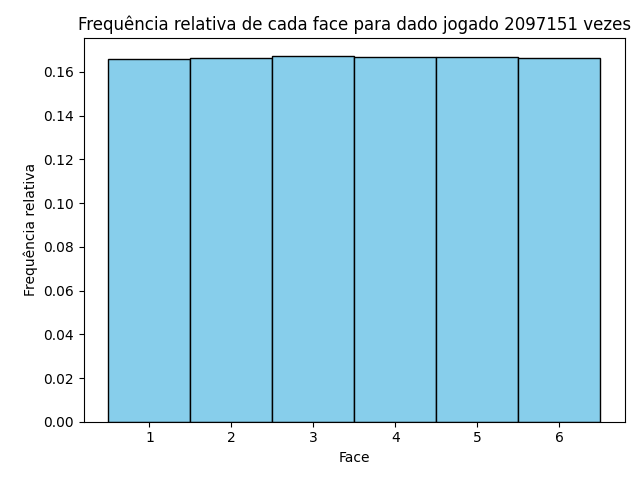 Frequência relativa de cada face para dado jogado 2097151 vezes
Frequência relativa
0.16
0.14
0.12
0.10
0.08
0.06
0.04
0.02
0.00
1 2 3 4 5 6
Face